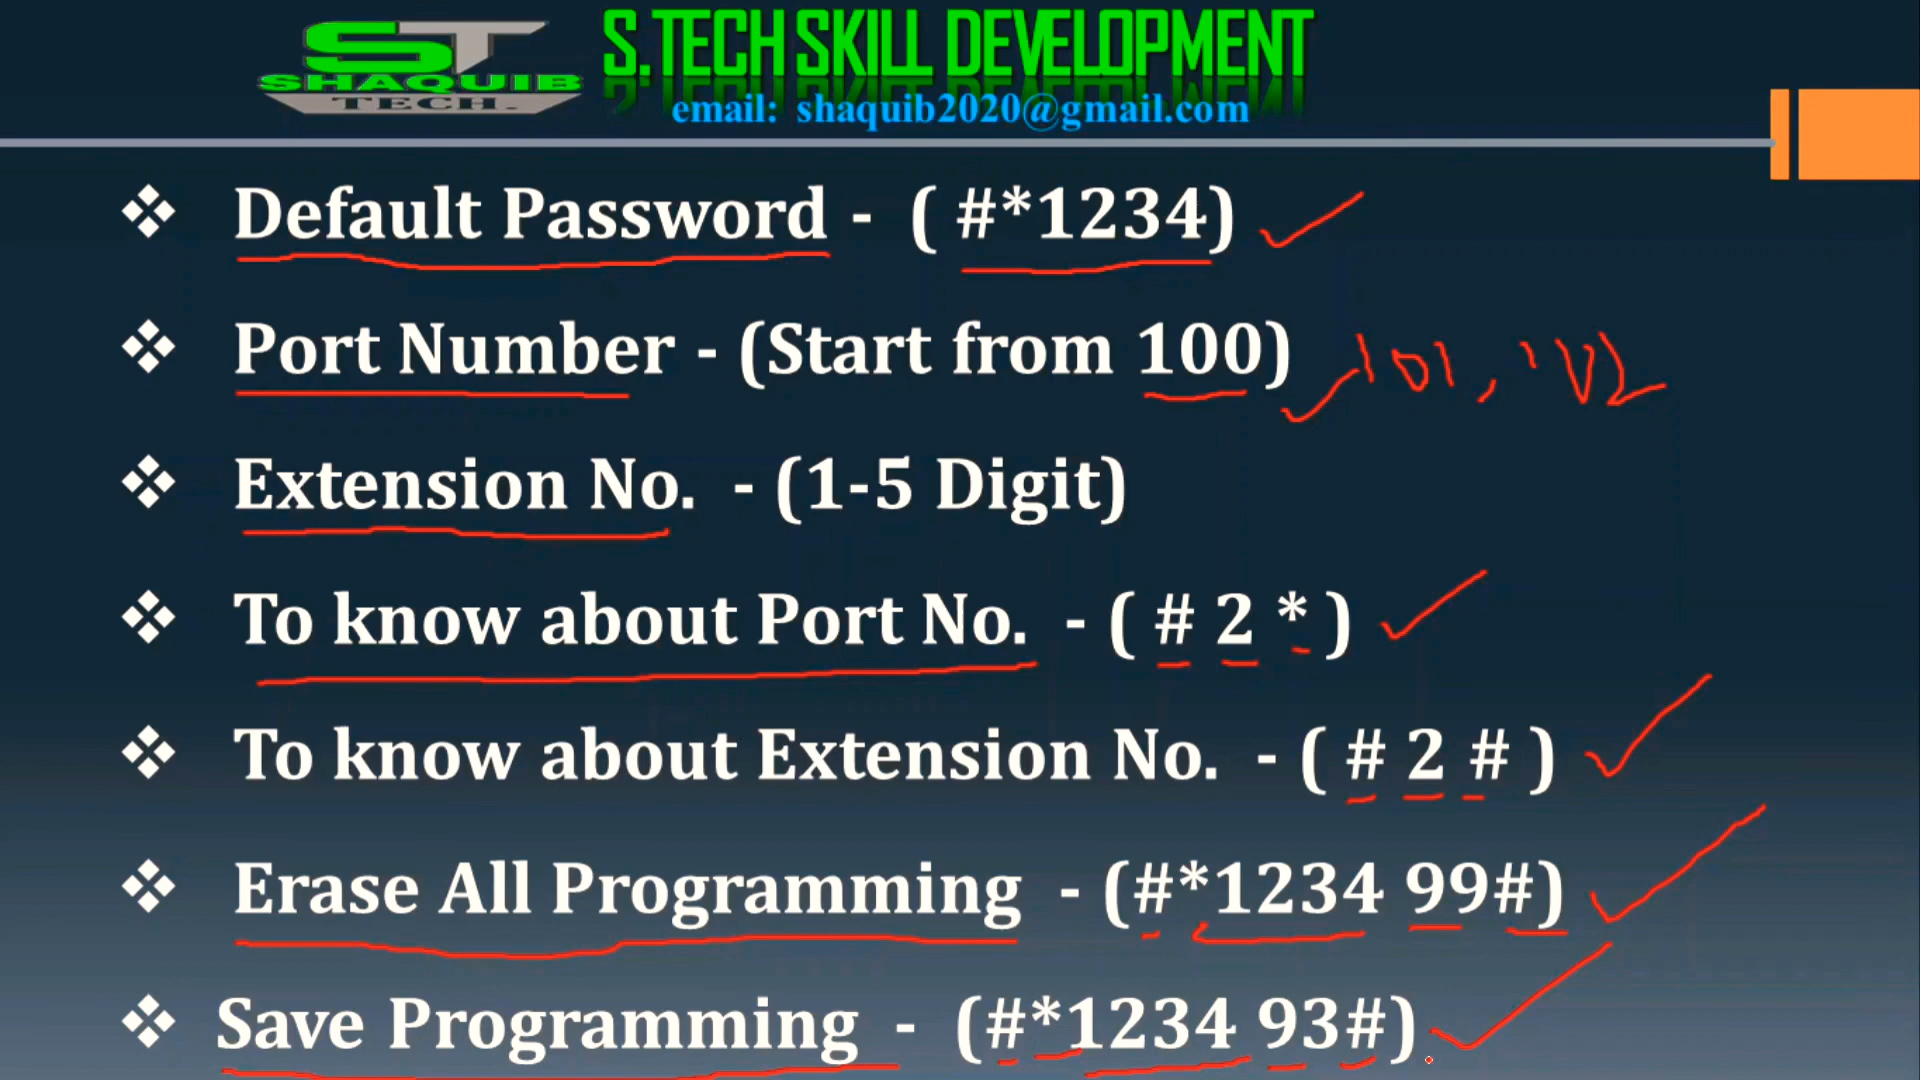 ST
SHAQUIB
TECH.
S.TECH SKILL DEVELOPMENT
email: shaquib2020@gmail.com
❖ Default Password - ( #*1234)
❖ Port Number - (Start from 100) 101, 102
❖ Extension No. - (1-5 Digit)
❖ To know about Port No. - ( # 2 * )
❖ To know about Extension No. - ( # 2 # )
❖ Erase All Programming - (#*1234 99#)
❖ Save Programming - (#*1234 93#)